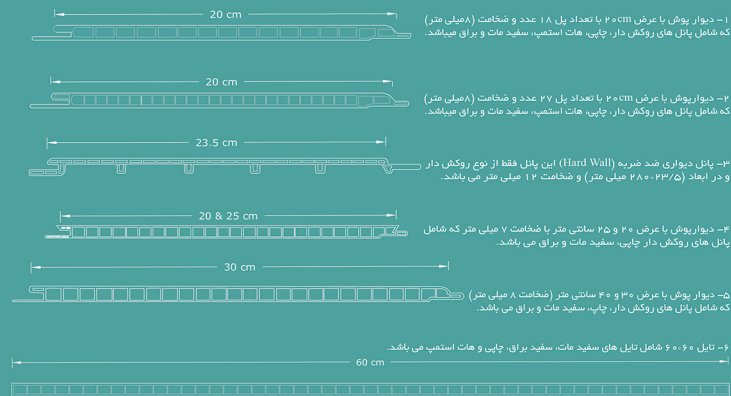 20 cm
۱- دیوار پوش با عرض ۲۰cm با تعداد پل ۱۸ عدد و ضخامت (۸میلی متر)
که شامل پانل های روکش دار، چاپی، هات استمپ، سفید مات و براق میباشد.
20 cm
۲- دیوارپوش با عرض ۲۰cm با تعداد پل ۲۷ عدد و ضخامت (۸میلی متر)
که شامل پانل های روکش دار، چاپی، هات استمپ، سفید مات و براق میباشد.
23.5 cm
۳- پانل دیواری ضد ضربه (Hard Wall) این پانل فقط از نوع روکش دار
و در ابعاد (۲۳/۵*۲۸۰ میلی متر) و ضخامت ۱۲ میلی متر می باشد.
20 & 25 cm
۴- دیوارپوش با عرض ۲۰ و ۲۵ سانتی متر با ضخامت ۷ میلی متر که شامل
پانل های روکش دار چاپی، سفید مات و براق می باشد.
30 cm
۵- دیوار پوش با عرض ۳۰ و ۴۰ سانتی متر (ضخامت ۸ میلی متر)
که شامل پانل های روکش دار، چاپ، سفید مات و براق می باشد.
۶- تایل ۶۰*۶۰ شامل تایل های سفید مات، سفید براق، چاپی و هات استمپ می باشد.
60 cm